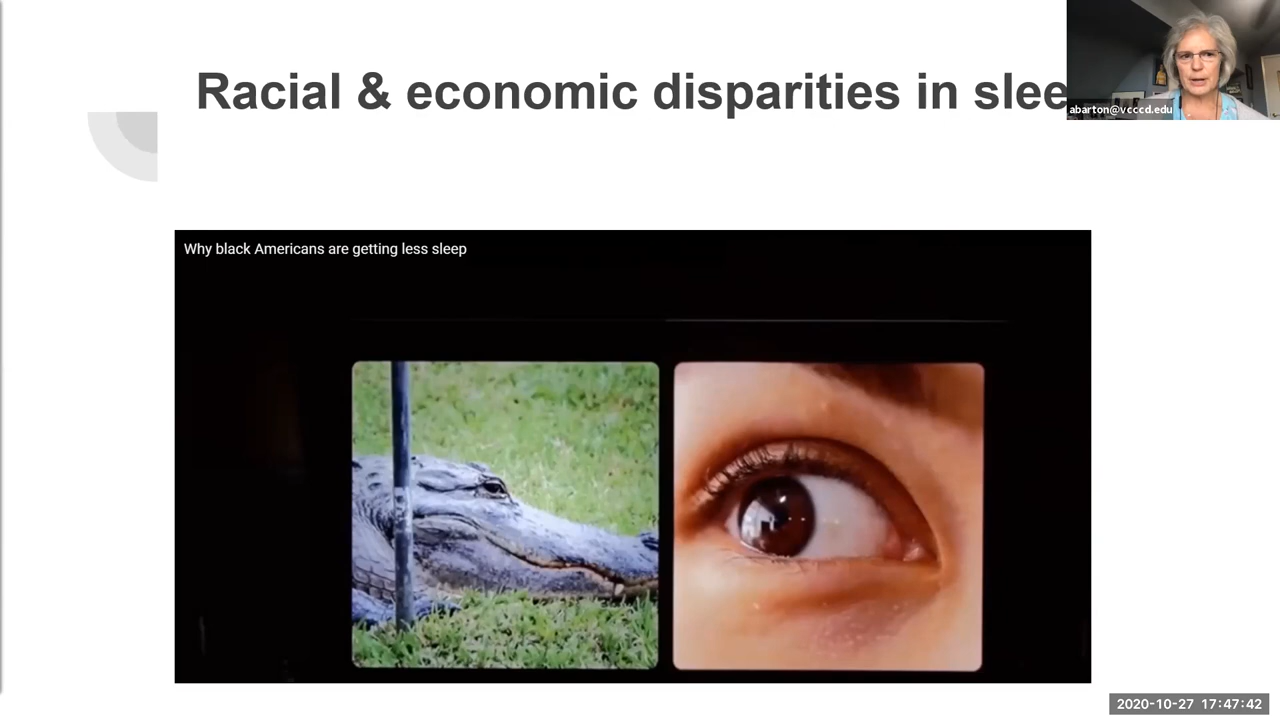 Racial & economic disparities in slee
abarton@vcccd.edu
Why black Americans are getting less sleep
2020-10-27 17:47:42